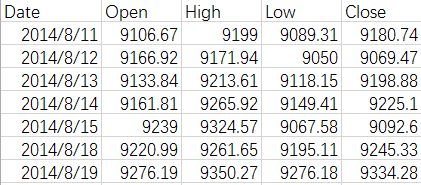 Date Open High Low Close
2014/8/11 9106.67 9199 9089.31 9180.74
2014/8/12 9166.92 9171.94 9050 9069.47
2014/8/13 9133.84 9213.61 9118.15 9198.88
2014/8/14 9161.81 9265.92 9149.41 9225.1
2014/8/15 9239 9324.57 9067.58 9092.6
2014/8/18 9220.99 9261.65 9195.11 9245.33
2014/8/19 9276.19 9350.27 9276.18 9334.28